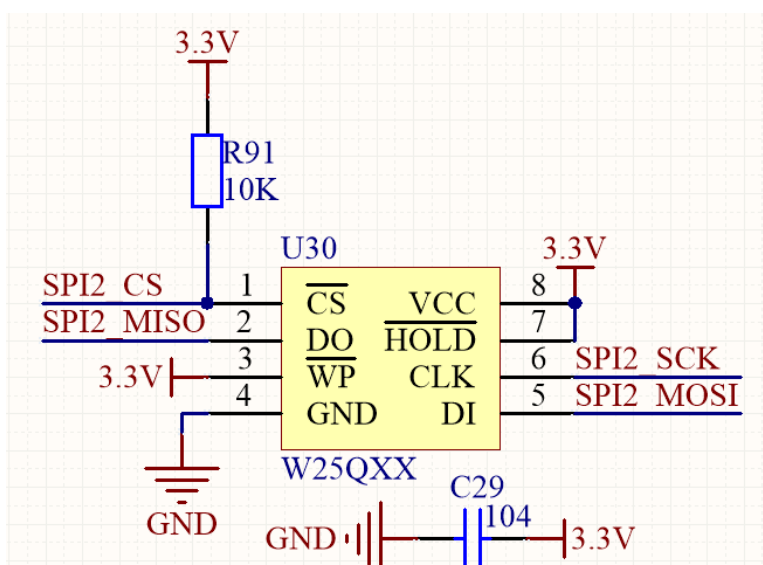 3.3V
R91
10K
U30
3.3V
SPI2_CS 1 CS VCC 8
SPI2_MISO 2 DO HOLD 7
3.3V 3 WP CLK 6 SPI2_SCK
4 GND DI 5 SPI2_MOSI
W25QXX
GND
C29
104
GND
3.3V